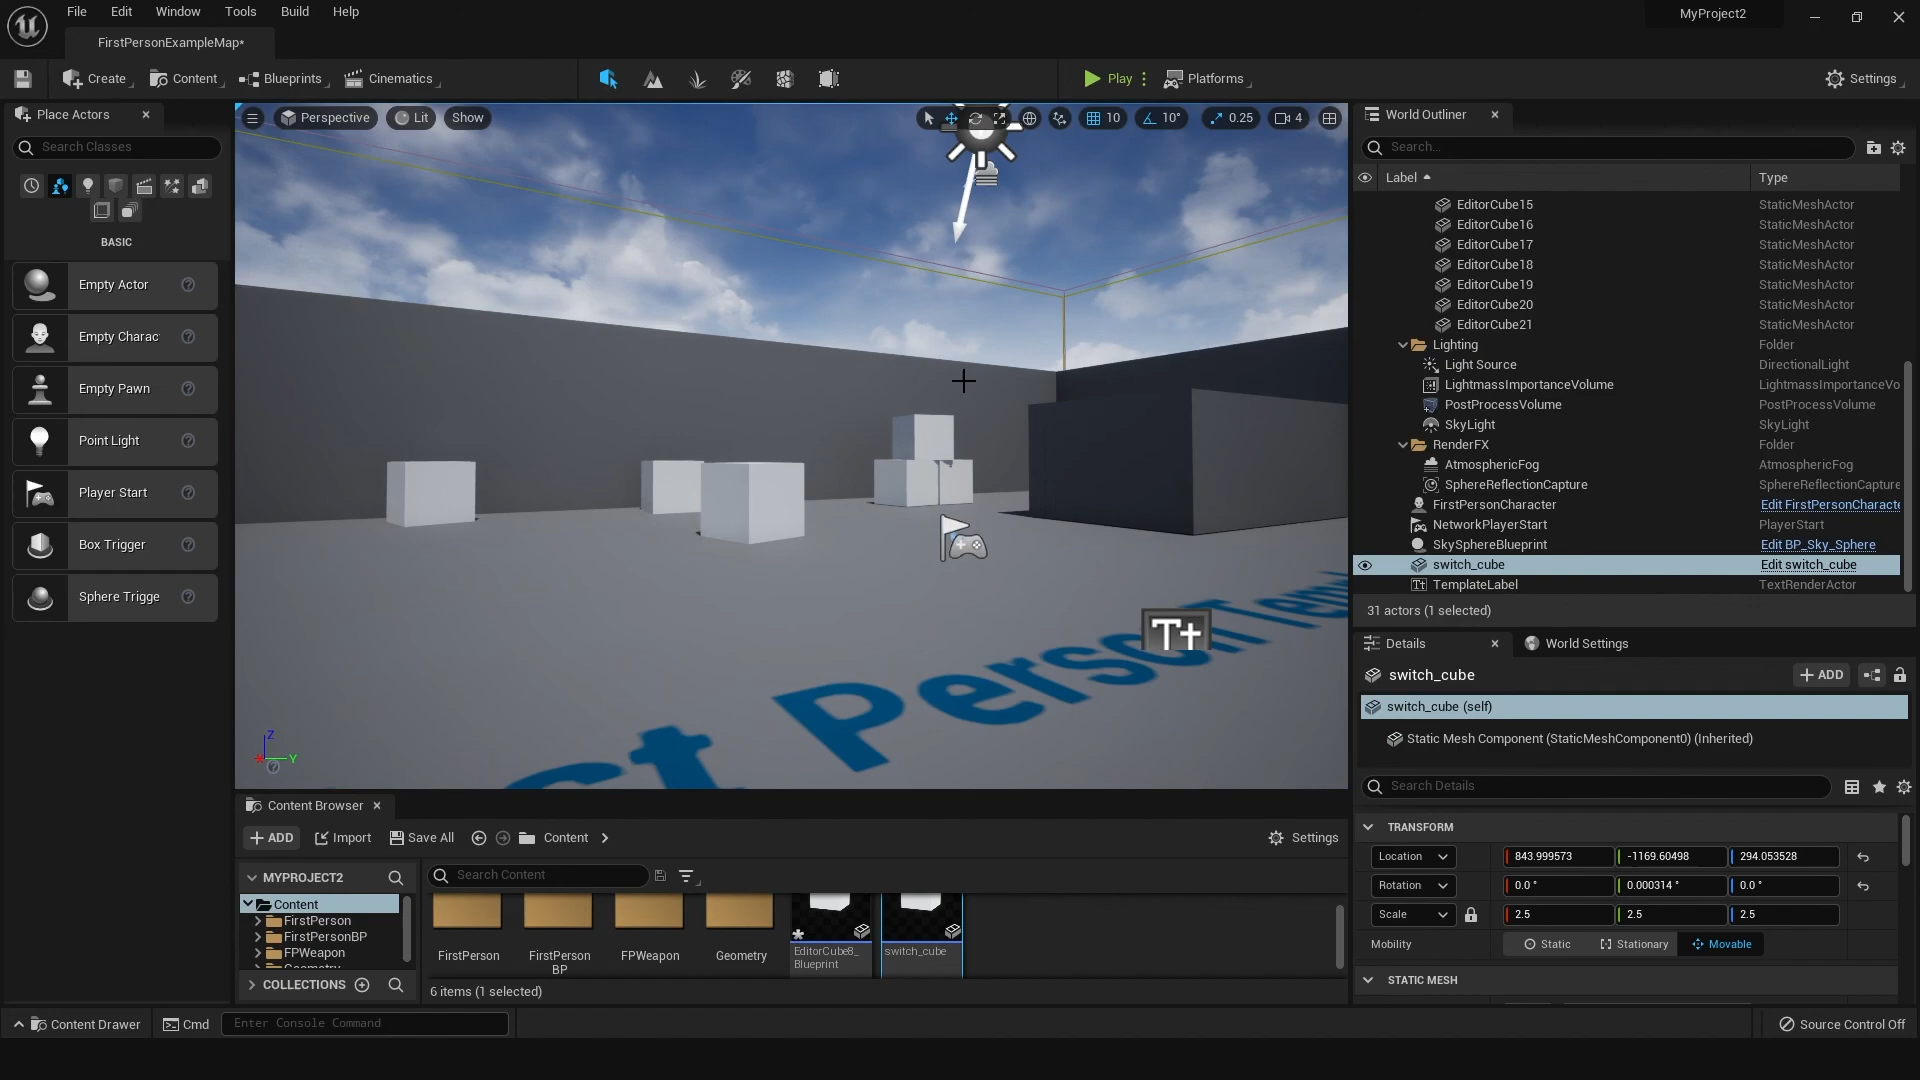 File Edit Window Tools Build Help
MyProject2
FirstPersonExampleMap*
Create Content Blueprints Cinematics Play Platforms Settings
Place Actors
Search Classes
BASIC
Empty Actor
Empty Charac
Empty Pawn
Point Light
Player Start
Box Trigger
Sphere Trigge
Perspective Lit Show 10 10° 0.25 4
Tt
st Person Tem
Z
Y
World Outliner
Search...
Label Type
EditorCube15 StaticMeshActor
EditorCube16 StaticMeshActor
EditorCube17 StaticMeshActor
EditorCube18 StaticMeshActor
EditorCube19 StaticMeshActor
EditorCube20 StaticMeshActor
EditorCube21 StaticMeshActor
Lighting Folder
Light Source DirectionalLight
LightmassImportanceVolume LightmassImportanceVo
PostProcessVolume PostProcessVolume
SkyLight SkyLight
RenderFX Folder
AtmosphericFog AtmosphericFog
SphereReflectionCapture SphereReflectionCapture
FirstPersonCharacter Edit FirstPersonCharacte
NetworkPlayerStart PlayerStart
SkySphereBlueprint Edit BP_Sky_Sphere
switch_cube Edit switch_cube
TemplateLabel TextRenderActor
31 actors (1 selected)
Details World Settings
switch_cube ADD
switch_cube (self)
Static Mesh Component (StaticMeshComponent0) (Inherited)
Search Details
TRANSFORM
Location 843.999573 -1169.60498 294.053528
Rotation 0.0 ° 0.000314 ° 0.0 °
Scale 2.5 2.5 2.5
Mobility Static Stationary Movable
STATIC MESH
Content Browser
ADD Import Save All Content Settings
MYPROJECT2
Search Content
Content
FirstPerson
FirstPersonBP
FPWeapon
Geometry
COLLECTIONS
FirstPerson
FirstPerson
BP
FPWeapon
Geometry
EditorCube8_
Blueprint
switch_cube
6 items (1 selected)
Content Drawer Cmd Enter Console Command Source Control Off